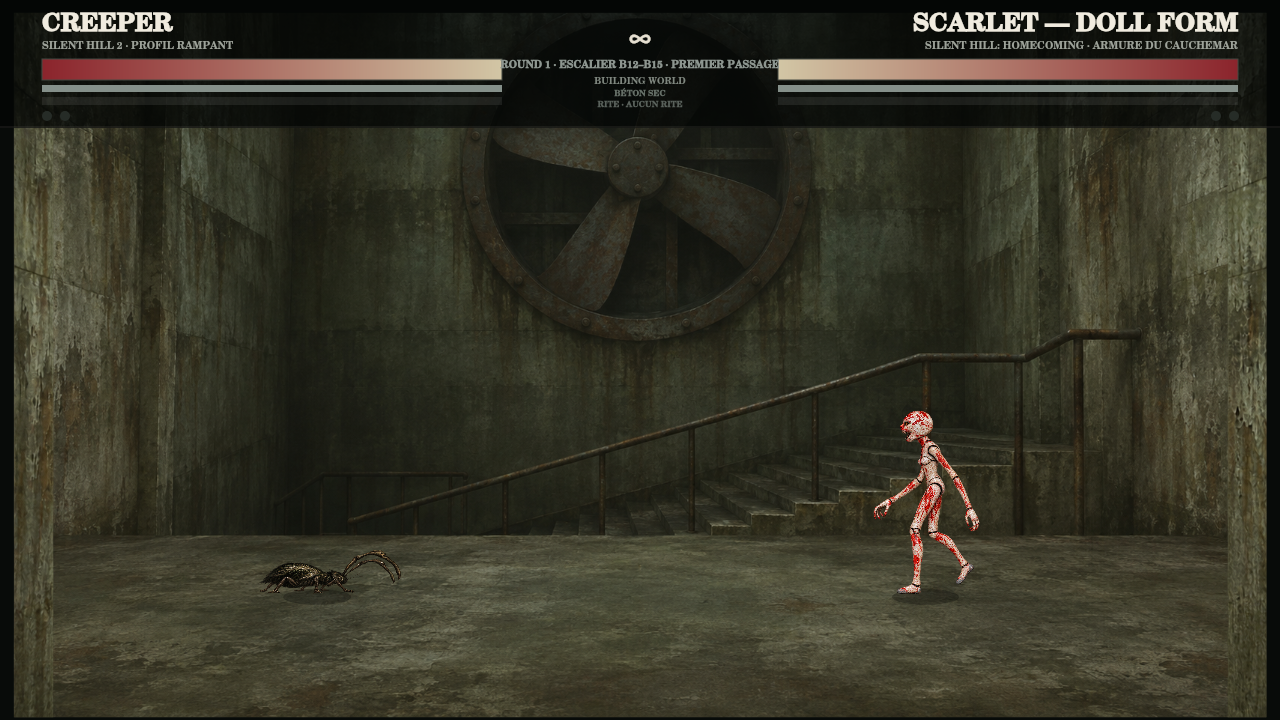 CREEPER
SILENT HILL 2 · PROFIL RAMPANT
∞
ROUND 1 · ESCALIER B12–B15 · PREMIER PASSAGE
BUILDING WORLD
BÉTON SEC
RITE · AUCUN RITE
SCARLET — DOLL FORM
SILENT HILL: HOMECOMING · ARMURE DU CAUCHEMAR